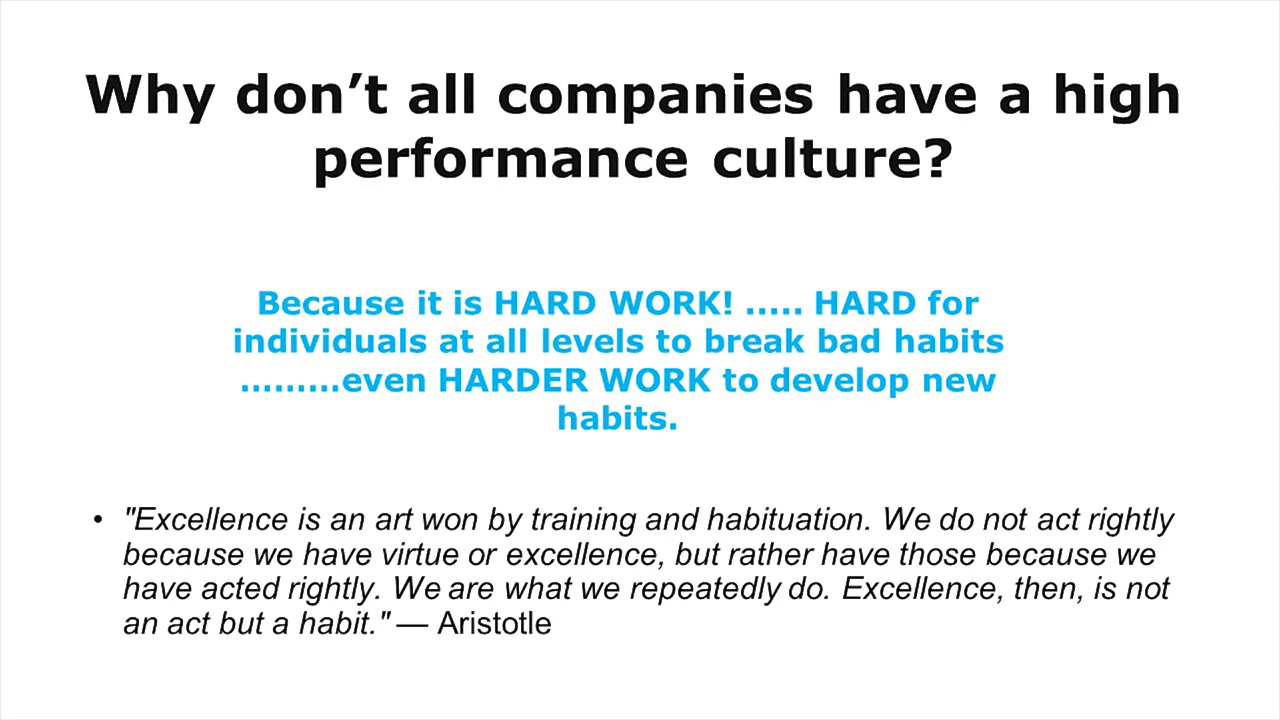 Why don’t all companies have a high
performance culture?
Because it is HARD WORK! ..... HARD for
individuals at all levels to break bad habits
.........even HARDER WORK to develop new
habits.
• "Excellence is an art won by training and habituation. We do not act rightly
because we have virtue or excellence, but rather have those because we
have acted rightly. We are what we repeatedly do. Excellence, then, is not
an act but a habit." — Aristotle